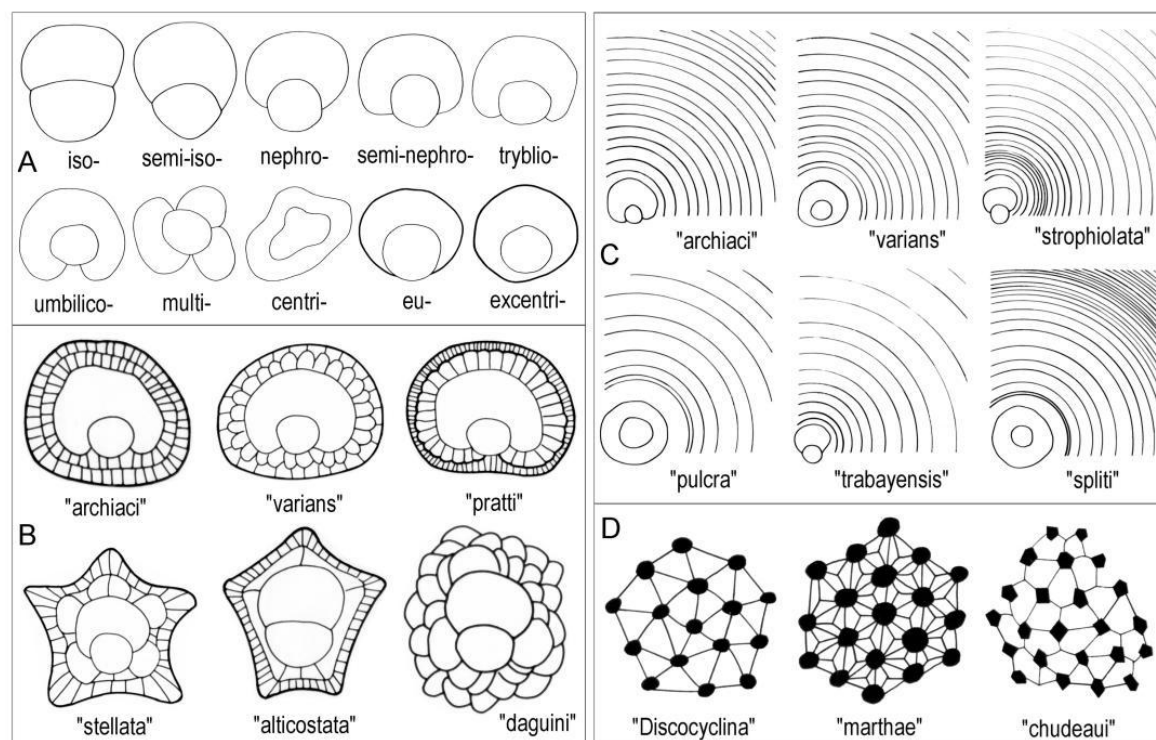 iso- semi-iso- nephro- semi-nephro- tryblio-
A
umbilico- multi- centri- eu- excentri-
"archiaci" "varians" "pratti"
B
"stellata" "alticostata" "daguini"
"archiaci" "varians" "strophiolata"
C
"pulcra" "trabayensis" "spliti"
D
"Discocyclina" "marthae" "chudeaui"